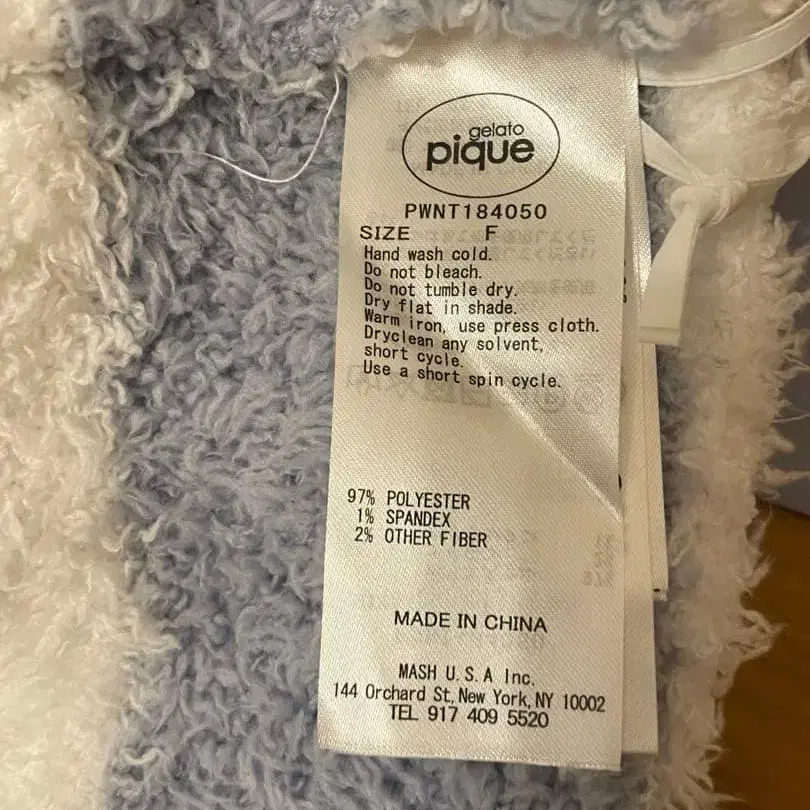 gelato
pique
PWNT184050
SIZE F
Hand wash cold.
Do not bleach.
Do not tumble dry.
Dry flat in shade.
Warm iron, use press cloth.
Dryclean any solvent,
short cycle.
Use a short spin cycle.
97% POLYESTER
1% SPANDEX
2% OTHER FIBER
MADE IN CHINA
MASH U.S.A Inc.
144 Orchard St, New York, NY 10002
TEL 917 409 5520